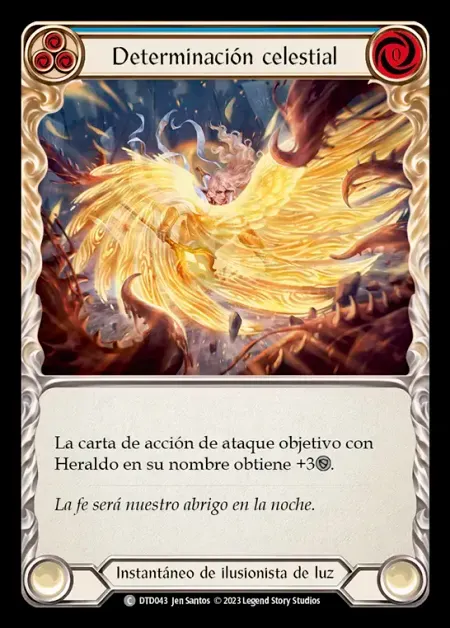 Determinación celestial
0
La carta de acción de ataque objetivo con
Heraldo en su nombre obtiene +3.
La fe será nuestro abrigo en la noche.
Instantáneo de ilusionista de luz
C DTD043 Jen Santos © 2023 Legend Story Studios